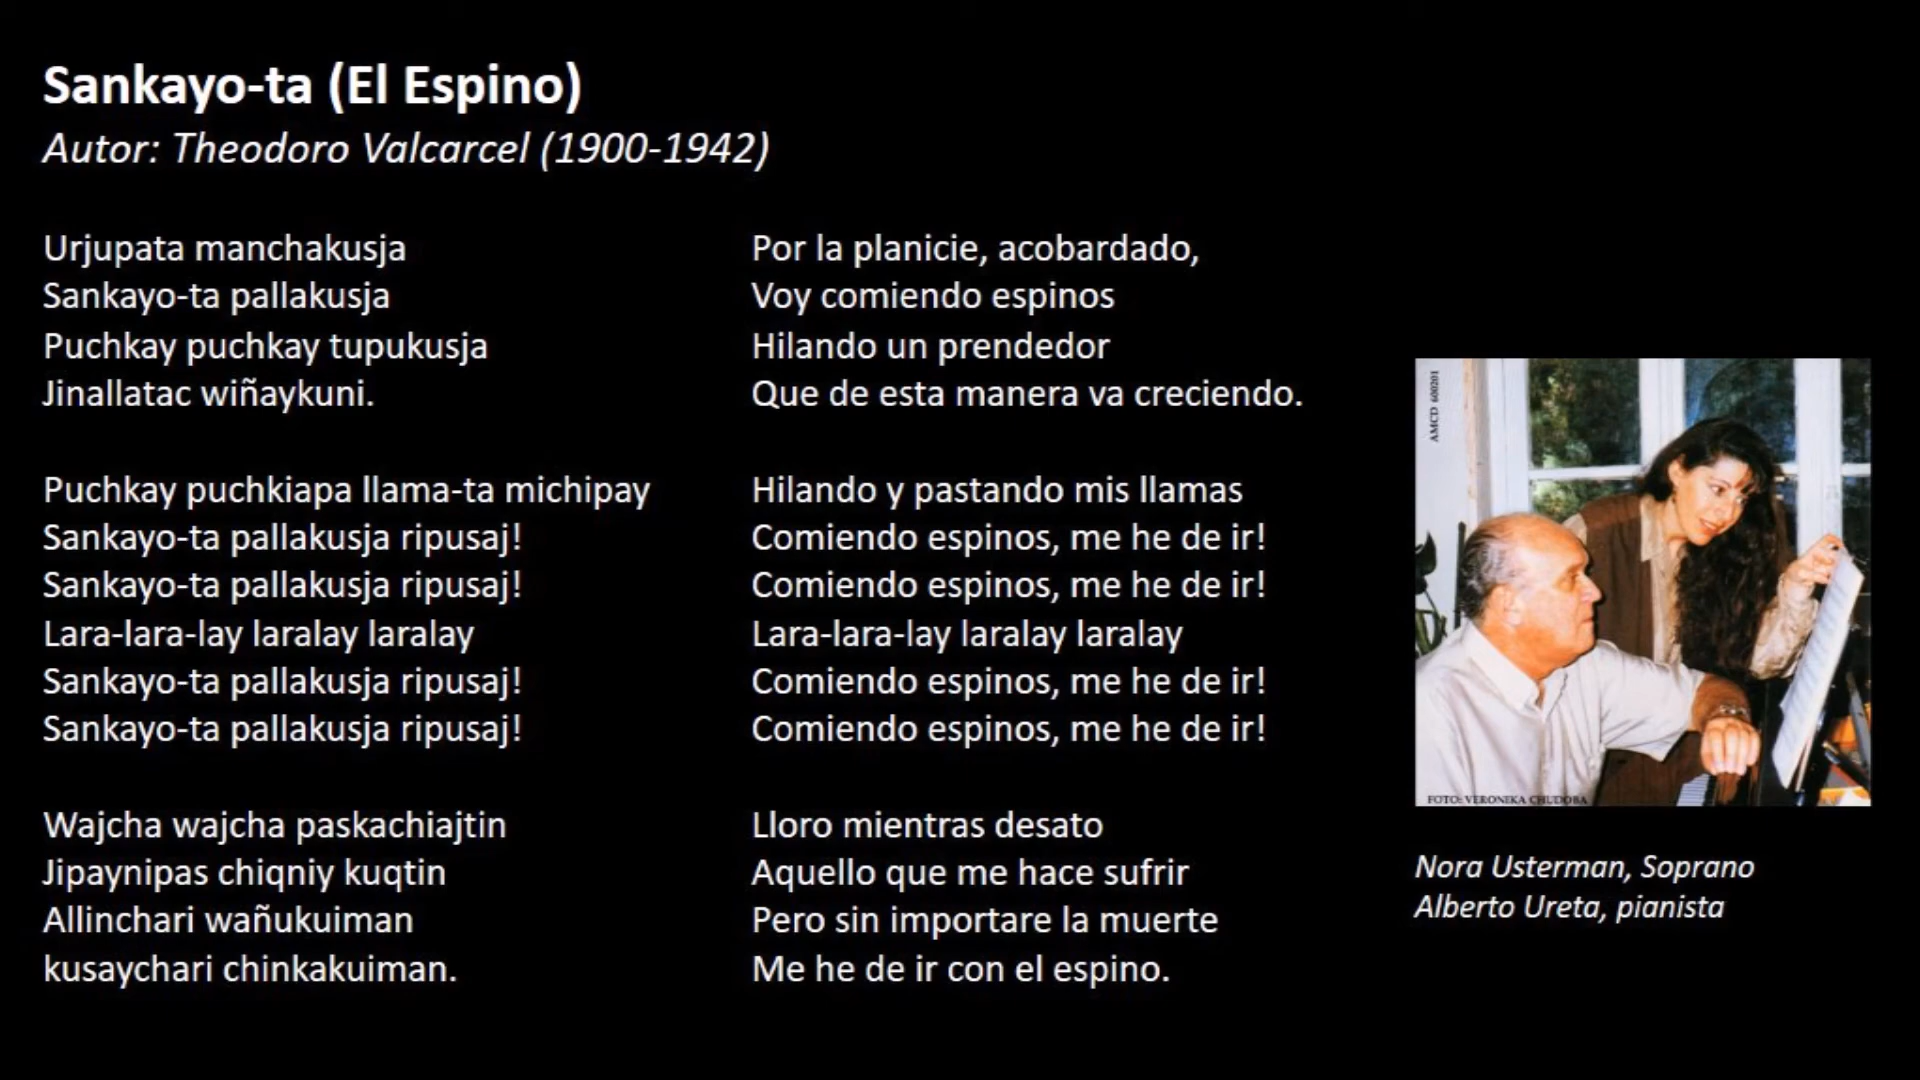 Sankayo-ta (El Espino)
Autor: Theodoro Valcarcel (1900-1942)
Urjupata manchakusja
Sankayo-ta pallakusja
Puchkay puchkay tupukusja
Jinallatac wiñaykuni.
Puchkay puchkiapa llama-ta michipay
Sankayo-ta pallakusja ripusaj!
Sankayo-ta pallakusja ripusaj!
Lara-lara-lay laralay laralay
Sankayo-ta pallakusja ripusaj!
Sankayo-ta pallakusja ripusaj!
Wajcha wajcha paskachiajtin
Jipaynipas chiqniy kuqtin
Allinchari wañukuiman
kusaychari chinkakuiman.
Por la planicie, acobardado,
Voy comiendo espinos
Hilando un prendedor
Que de esta manera va creciendo.
Hilando y pastando mis llamas
Comiendo espinos, me he de ir!
Comiendo espinos, me he de ir!
Lara-lara-lay laralay laralay
Comiendo espinos, me he de ir!
Comiendo espinos, me he de ir!
Lloro mientras desato
Aquello que me hace sufrir
Pero sin importare la muerte
Me he de ir con el espino.
AMCD 600201
FOTO: VERONIKA CHUDOBA
Nora Usterman, Soprano
Alberto Ureta, pianista